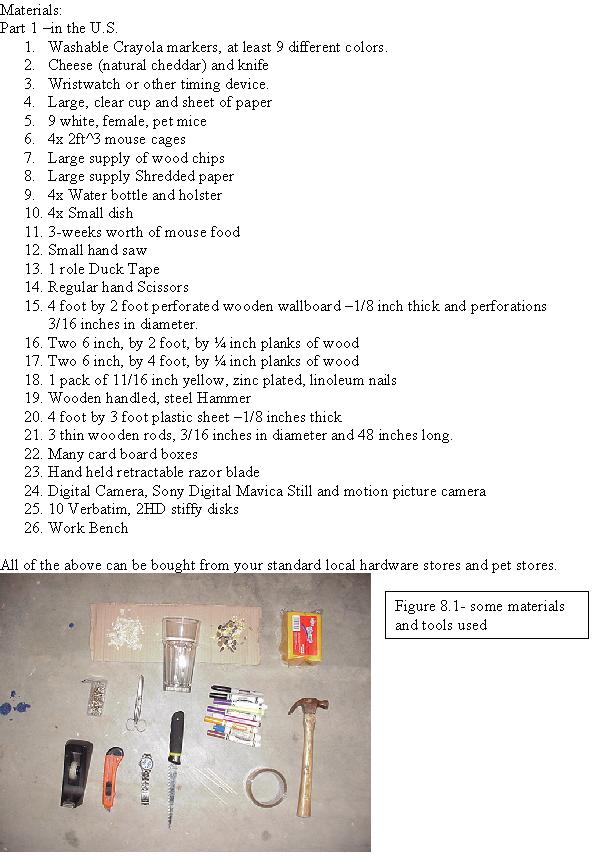 Materials:
Part 1 –in the U.S.
1. Washable Crayola markers, at least 9 different colors.
2. Cheese (natural cheddar) and knife
3. Wristwatch or other timing device.
4. Large, clear cup and sheet of paper
5. 9 white, female, pet mice
6. 4x 2ft^3 mouse cages
7. Large supply of wood chips
8. Large supply Shredded paper
9. 4x Water bottle and holster
10. 4x Small dish
11. 3-weeks worth of mouse food
12. Small hand saw
13. 1 role Duck Tape
14. Regular hand Scissors
15. 4 foot by 2 foot perforated wooden wallboard –1/8 inch thick and perforations
3/16 inches in diameter.
16. Two 6 inch, by 2 foot, by ¼ inch planks of wood
17. Two 6 inch, by 4 foot, by ¼ inch planks of wood
18. 1 pack of 11/16 inch yellow, zinc plated, linoleum nails
19. Wooden handled, steel Hammer
20. 4 foot by 3 foot plastic sheet –1/8 inches thick
21. 3 thin wooden rods, 3/16 inches in diameter and 48 inches long.
22. Many card board boxes
23. Hand held retractable razor blade
24. Digital Camera, Sony Digital Mavica Still and motion picture camera
25. 10 Verbatim, 2HD stiffy disks
26. Work Bench
All of the above can be bought from your standard local hardware stores and pet stores.
Figure 8.1- some materials
and tools used